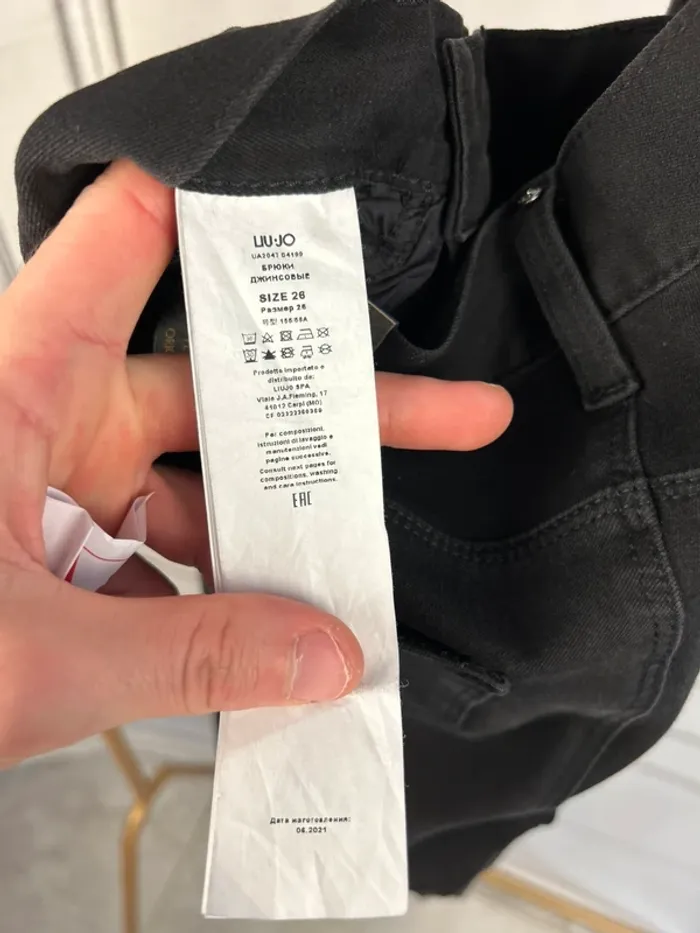 LIU·JO
UA2047 D4199
БРЮКИ
ДЖИНСОВЫЕ
SIZE 26
Размер 26
Prodotto importato e
distribuito da:
LIUJO SPA
Viale J.A.Fleming, 17
41012 Carpi (MO)
Per composizioni,
istruzioni di lavaggio e
manutenzioni vedi
pagine successive.
Consult next pages for
compositions, washing
and care instructions.
EAC
Дата изготовления:
06.2021